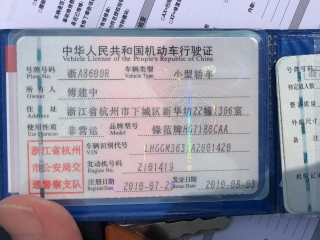 中华人民共和国机动车行驶证
Vehicle License of the People's Republic of China
号牌号码 浙A8600R 车辆类型 小型轿车
Plate No. Vehicle Type
所有人 傅建中
Owner
住址 浙江省杭州市下城区新华坊22幢1306室
Address
使用性质 非营运 品牌型号 锋范牌HG7180CAA
Use Character Model
浙江省杭州 车辆识别代号 LHGGM363
VIN
市公安局交 发动机号码 2101419
Engine No.
通警察支队 注册日期 2010-07-2 发证日期 2010-08-03
Register Date Issue Date